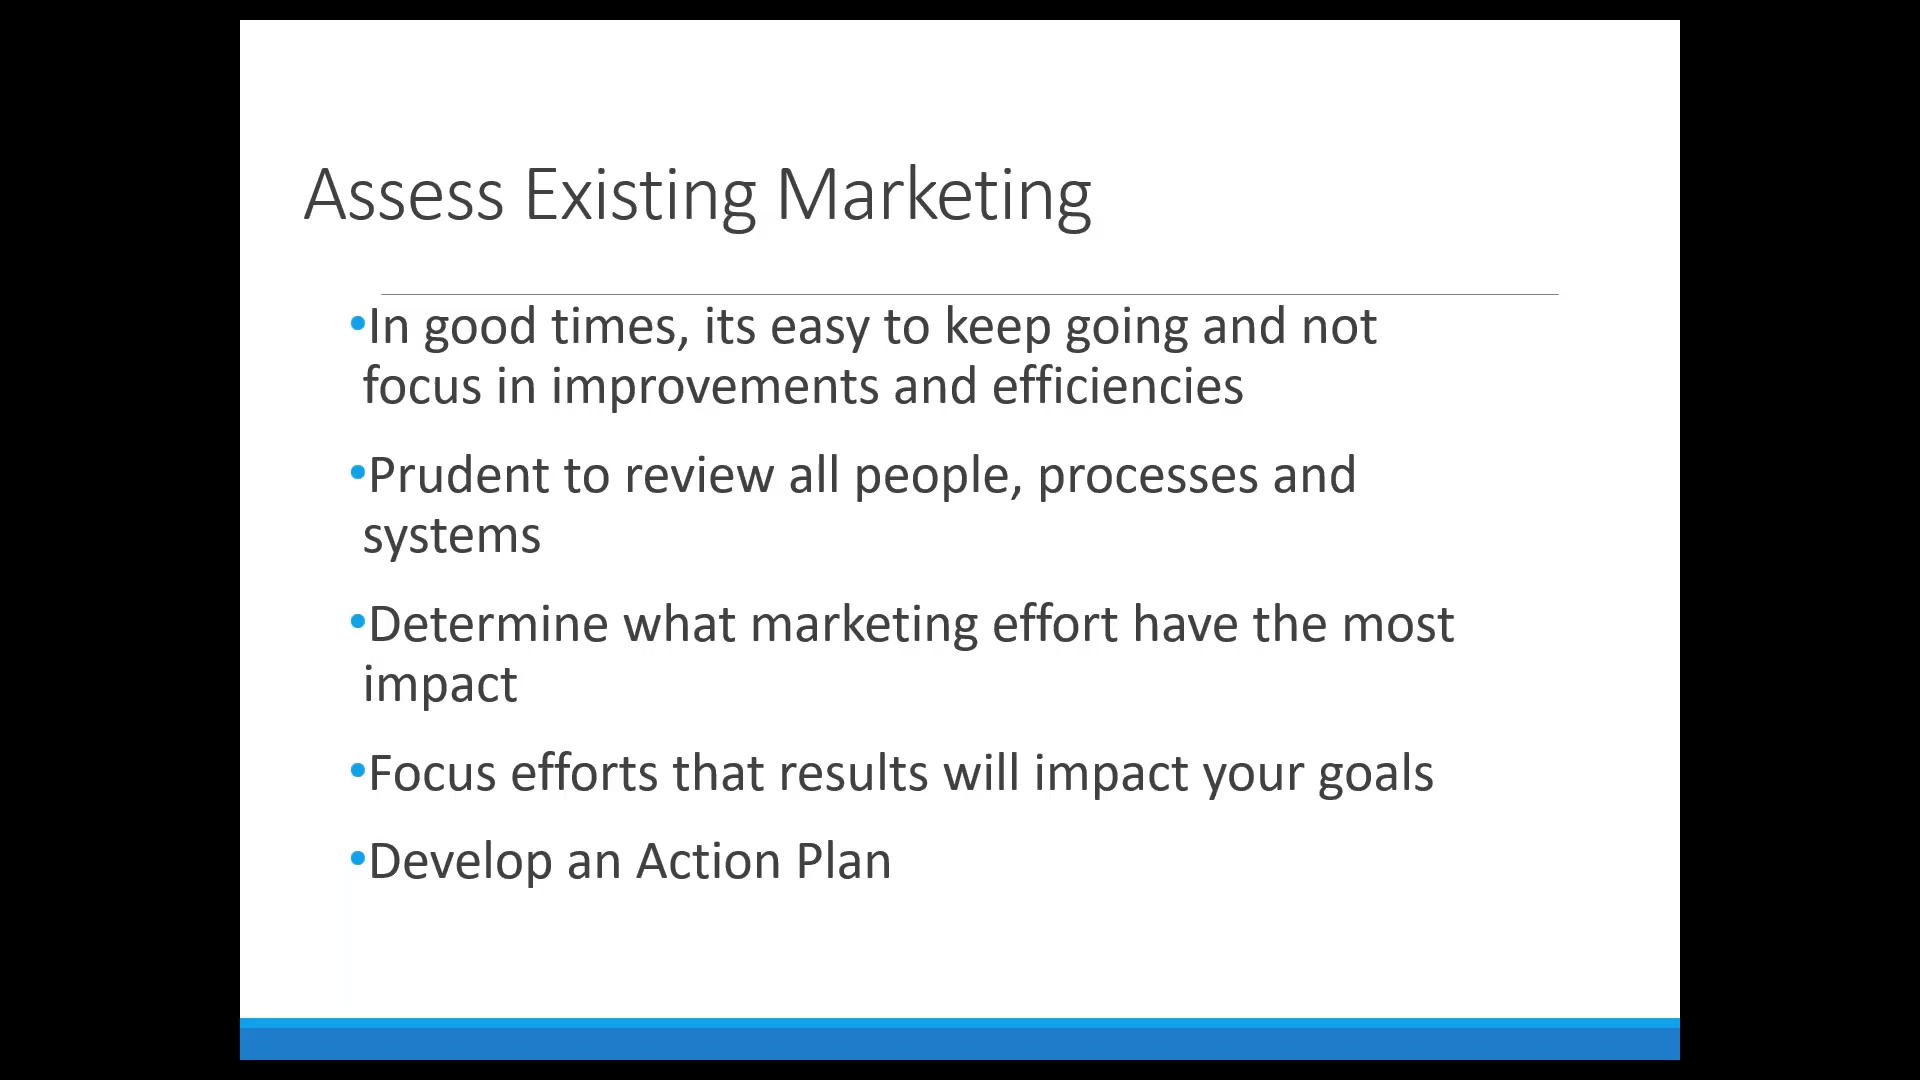 Assess Existing Marketing
•In good times, its easy to keep going and not
focus in improvements and efficiencies
•Prudent to review all people, processes and
systems
•Determine what marketing effort have the most
impact
•Focus efforts that results will impact your goals
•Develop an Action Plan